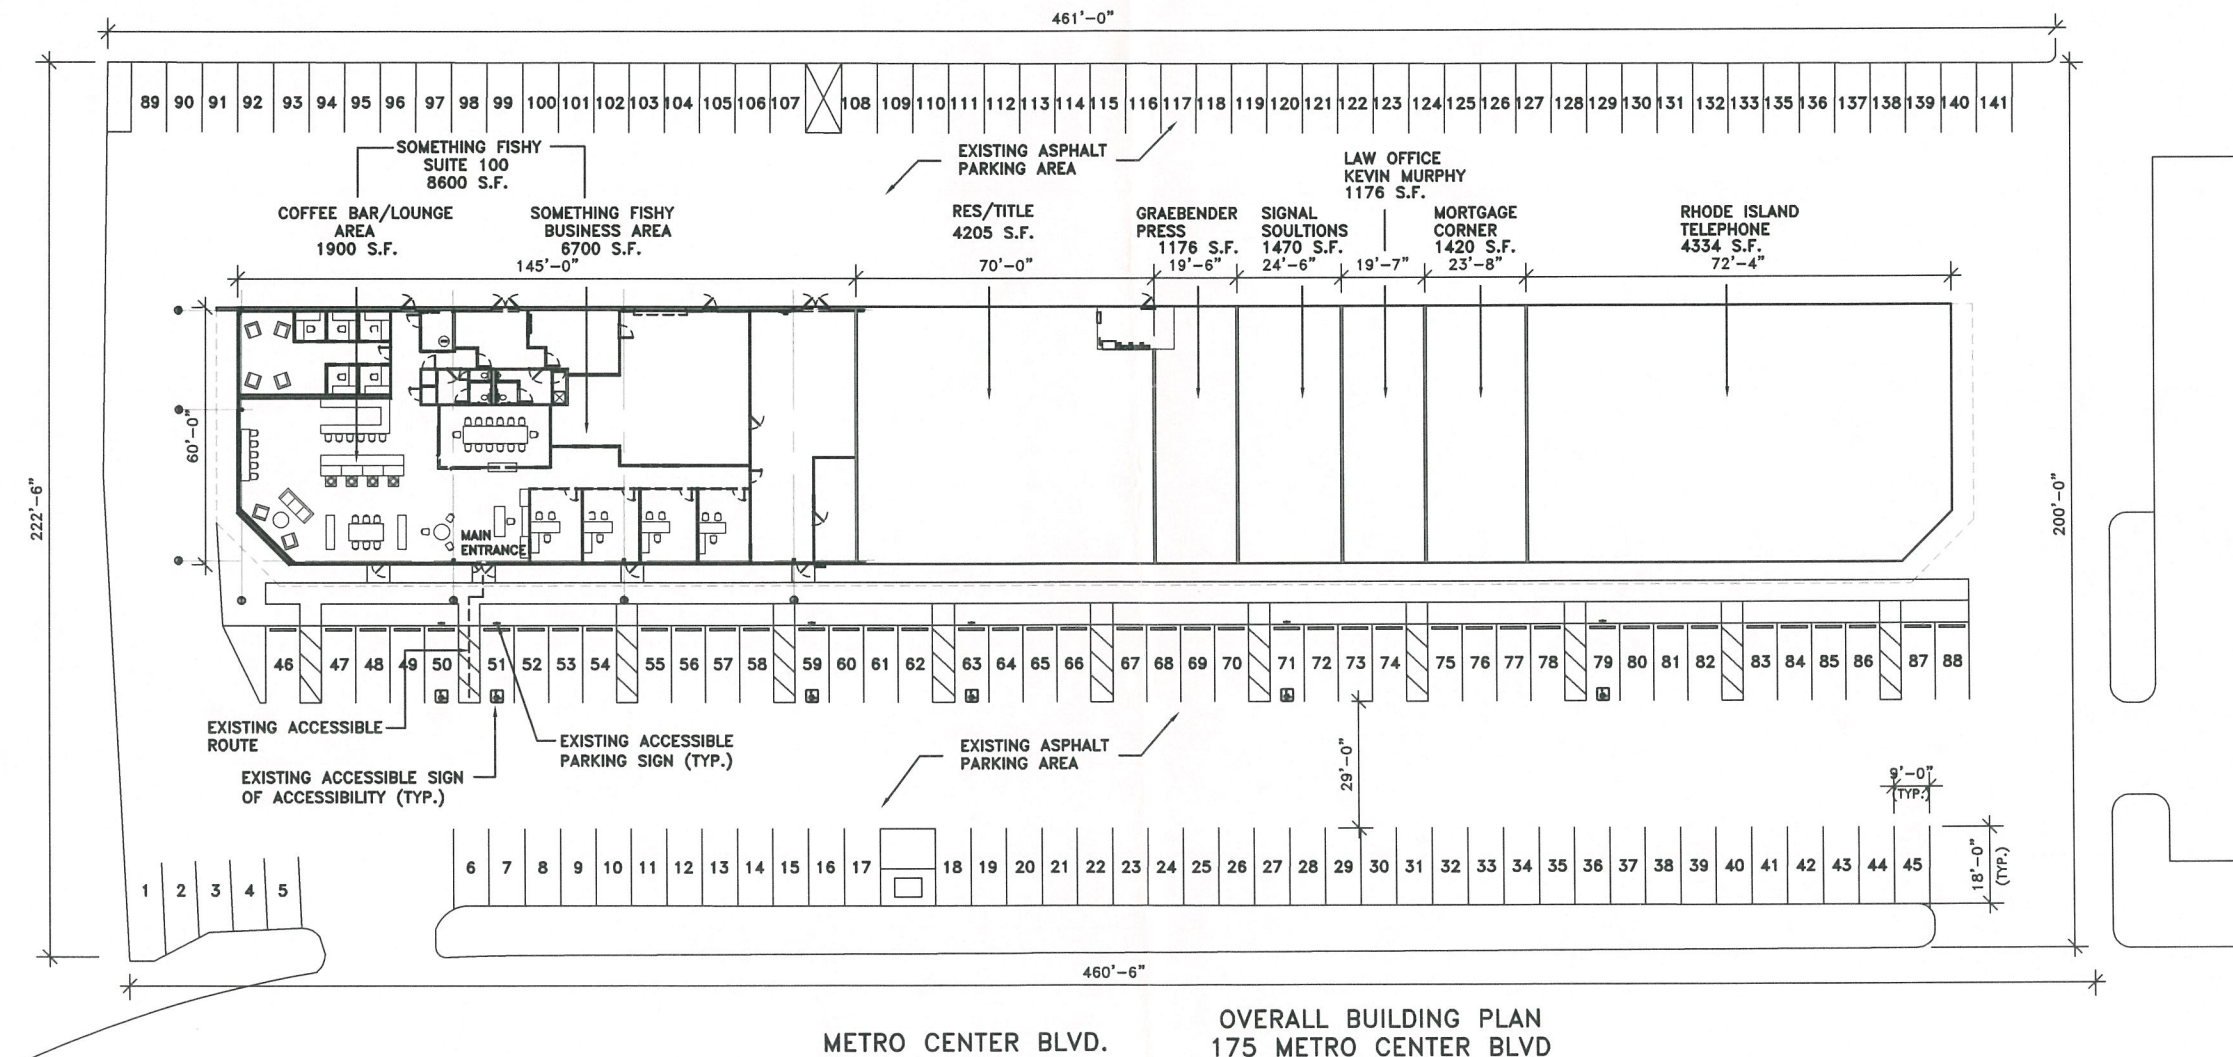 461'-0"
89 90 91 92 93 94 95 96 97 98 99 100 101 102 103 104 105 106 107 108 109 110 111 112 113 114 115 116 117 118 119 120 121 122 123 124 125 126 127 128 129 130 131 132 133 135 136 137 138 139 140 141
SOMETHING FISHY
SUITE 100
8600 S.F.
EXISTING ASPHALT
PARKING AREA
LAW OFFICE
KEVIN MURPHY
1176 S.F.
COFFEE BAR/LOUNGE
AREA
1900 S.F.
SOMETHING FISHY
BUSINESS AREA
6700 S.F.
RES/TITLE
4205 S.F.
GRAEBENDER
PRESS
1176 S.F.
SIGNAL
SOULTIONS
1470 S.F.
MORTGAGE
CORNER
1420 S.F.
RHODE ISLAND
TELEPHONE
4334 S.F.
145'-0" 70'-0" 19'-6" 24'-6" 19'-7" 23'-8" 72'-4"
60'-0"
222'-6"
200'-0"
MAIN
ENTRANCE
46 47 48 49 50 51 52 53 54 55 56 57 58 59 60 61 62 63 64 65 66 67 68 69 70 71 72 73 74 75 76 77 78 79 80 81 82 83 84 85 86 87 88
EXISTING ACCESSIBLE
ROUTE
EXISTING ACCESSIBLE
PARKING SIGN (TYP.)
EXISTING ACCESSIBLE SIGN
OF ACCESSIBILITY (TYP.)
EXISTING ASPHALT
PARKING AREA
29'-0"
9'-0"
(TYP.)
18'-0"
(TYP.)
6 7 8 9 10 11 12 13 14 15 16 17 18 19 20 21 22 23 24 25 26 27 28 29 30 31 32 33 34 35 36 37 38 39 40 41 42 43 44 45
1 2 3 4 5
460'-6"
METRO CENTER BLVD.
OVERALL BUILDING PLAN
175 METRO CENTER BLVD